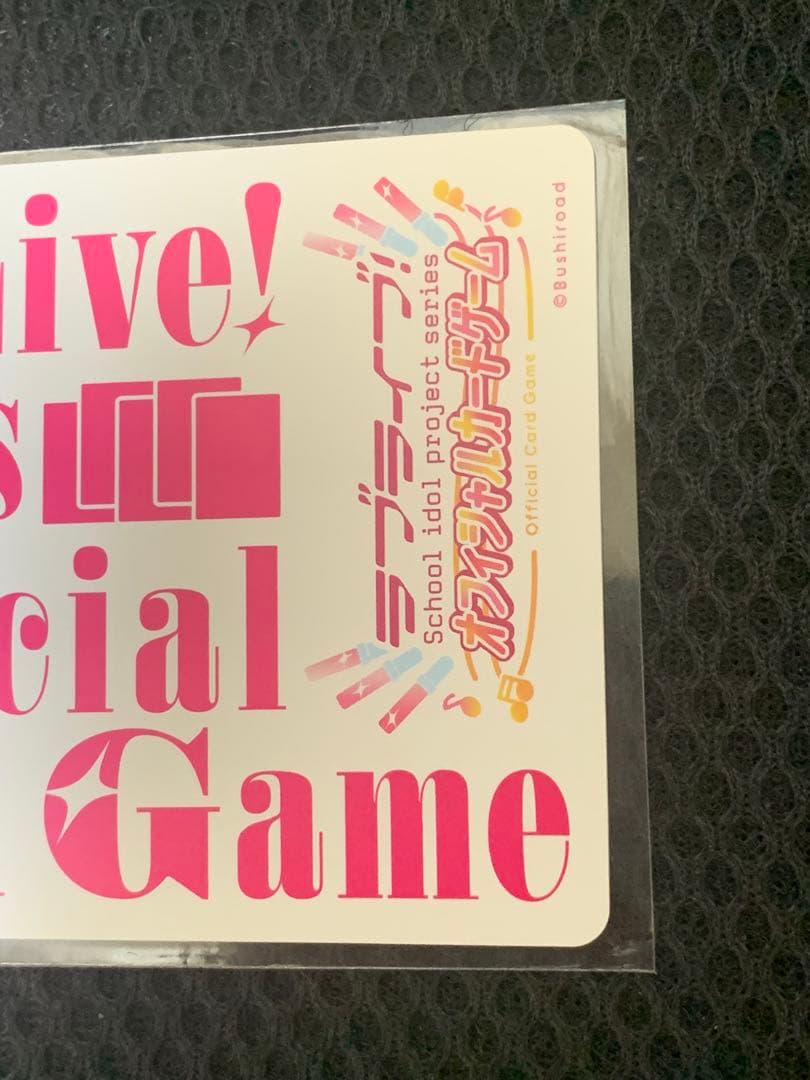 Live!
s
cial
Game
ラブライブ!
School idol project series
オフィシャルカードゲーム
Official Card Game
©Bushiroad